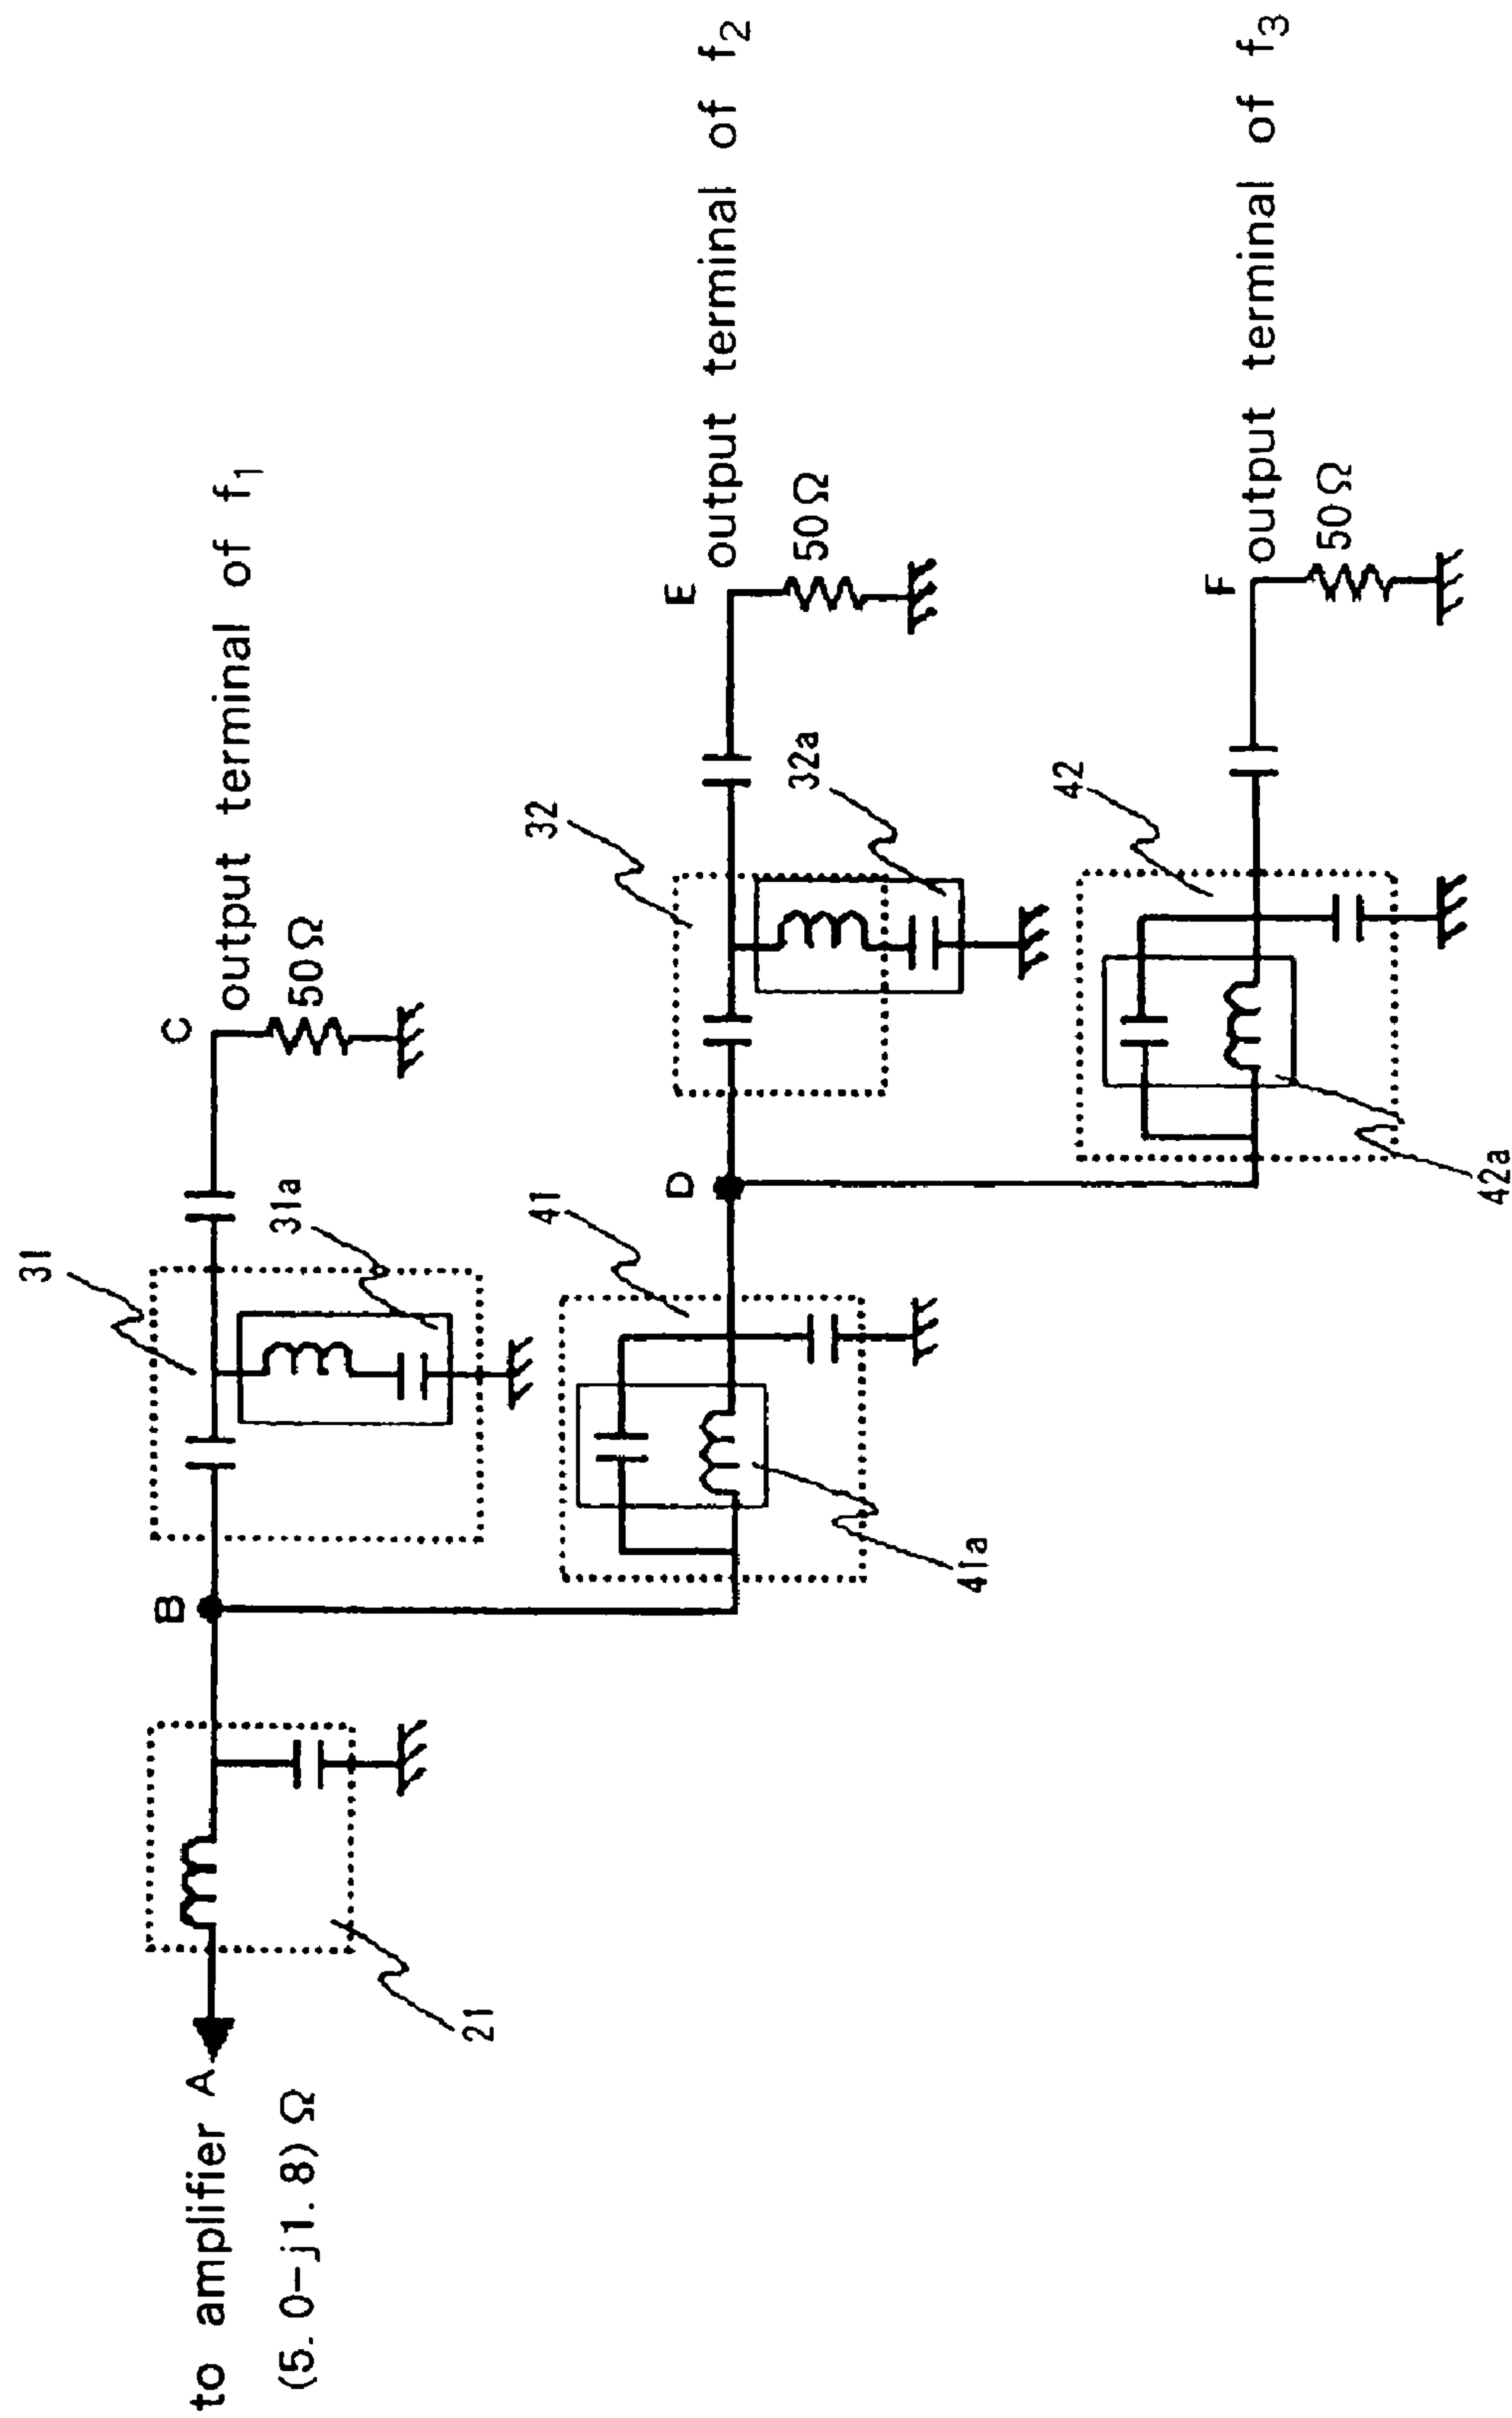 to amplifier A
(5.0-j1.8)Ω
21
B
31
31a
C
output terminal of f1
50Ω
41
41a
D
32
32a
E
output terminal of f2
50Ω
42
42a
F
output terminal of f3
50Ω